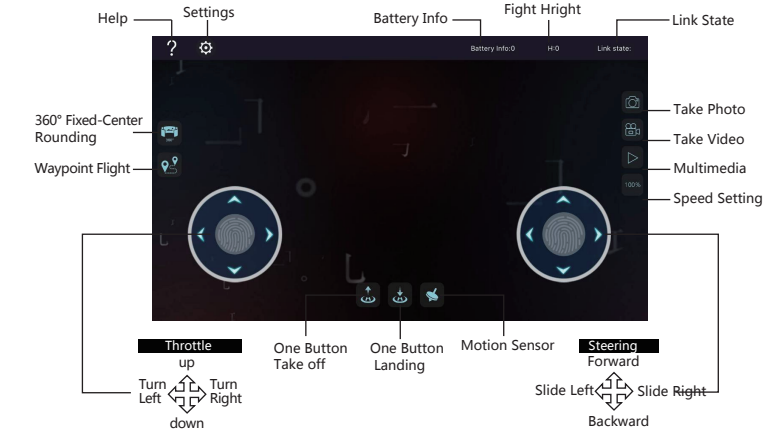 Help
Settings
Battery Info
Fight Hright
Link State
?
Battery Info:0
H:0
Link state:
360° Fixed-Center
Rounding
Waypoint Flight
Take Photo
Take Video
Multimedia
100%
Speed Setting
Throttle
up
Turn
Left
Turn
Right
down
One Button
Take off
One Button
Landing
Motion Sensor
Steering
Forward
Slide Left
Slide Right
Backward